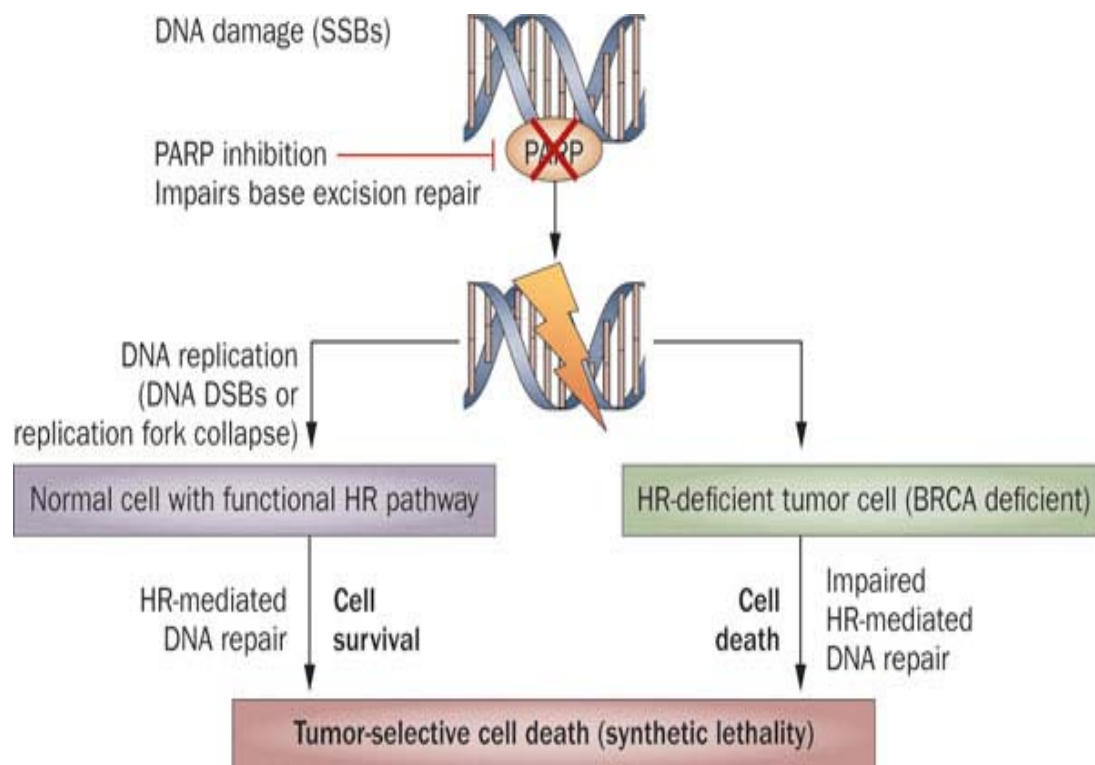 DNA damage (SSBs)
PARP
PARP inhibition
Impairs base excision repair
DNA replication
(DNA DSBs or
replication fork collapse)
Normal cell with functional HR pathway
HR-deficient tumor cell (BRCA deficient)
HR-mediated
DNA repair
Cell
survival
Cell
death
Impaired
HR-mediated
DNA repair
Tumor-selective cell death (synthetic lethality)